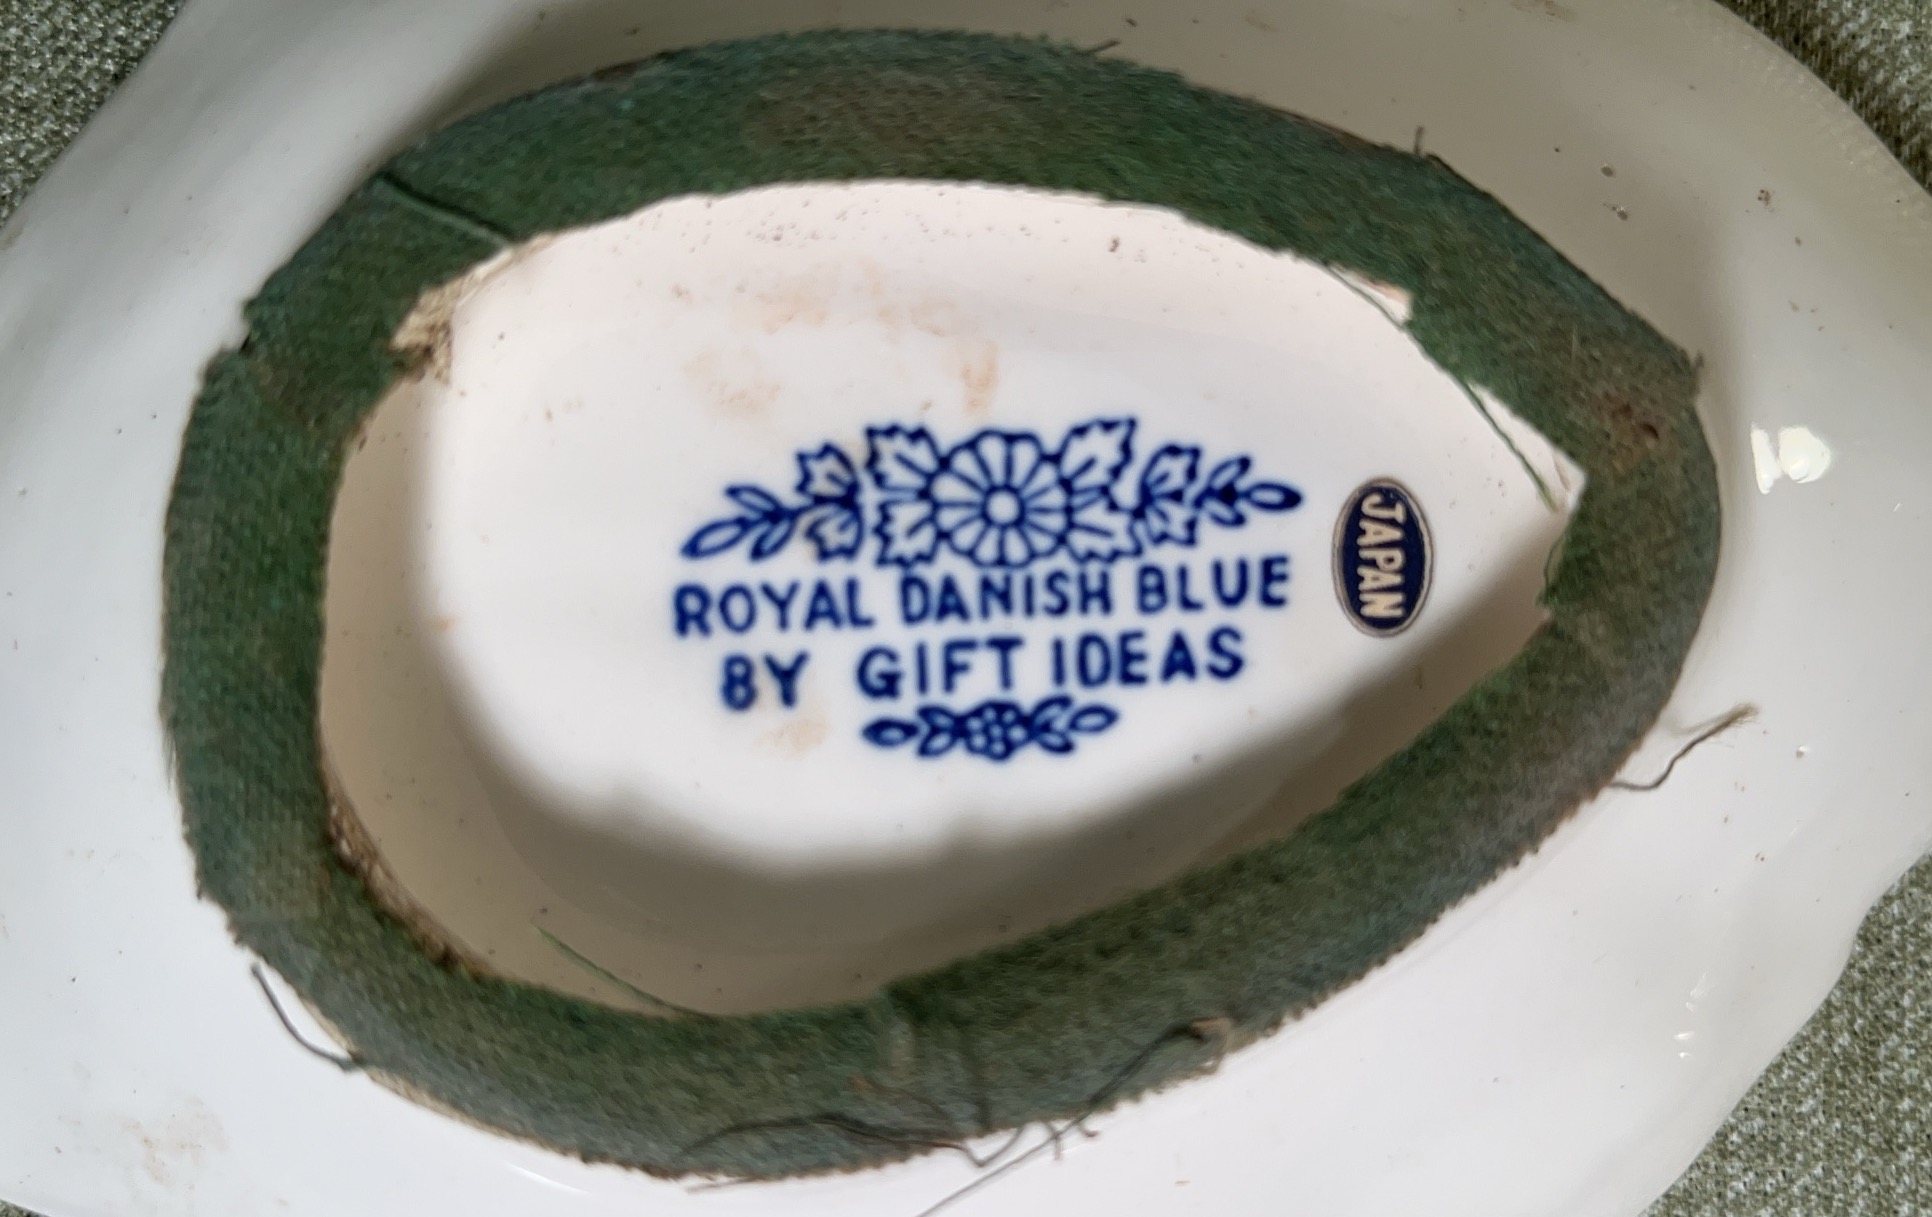 ROYAL DANISH BLUE
BY GIFT IDEAS
JAPAN